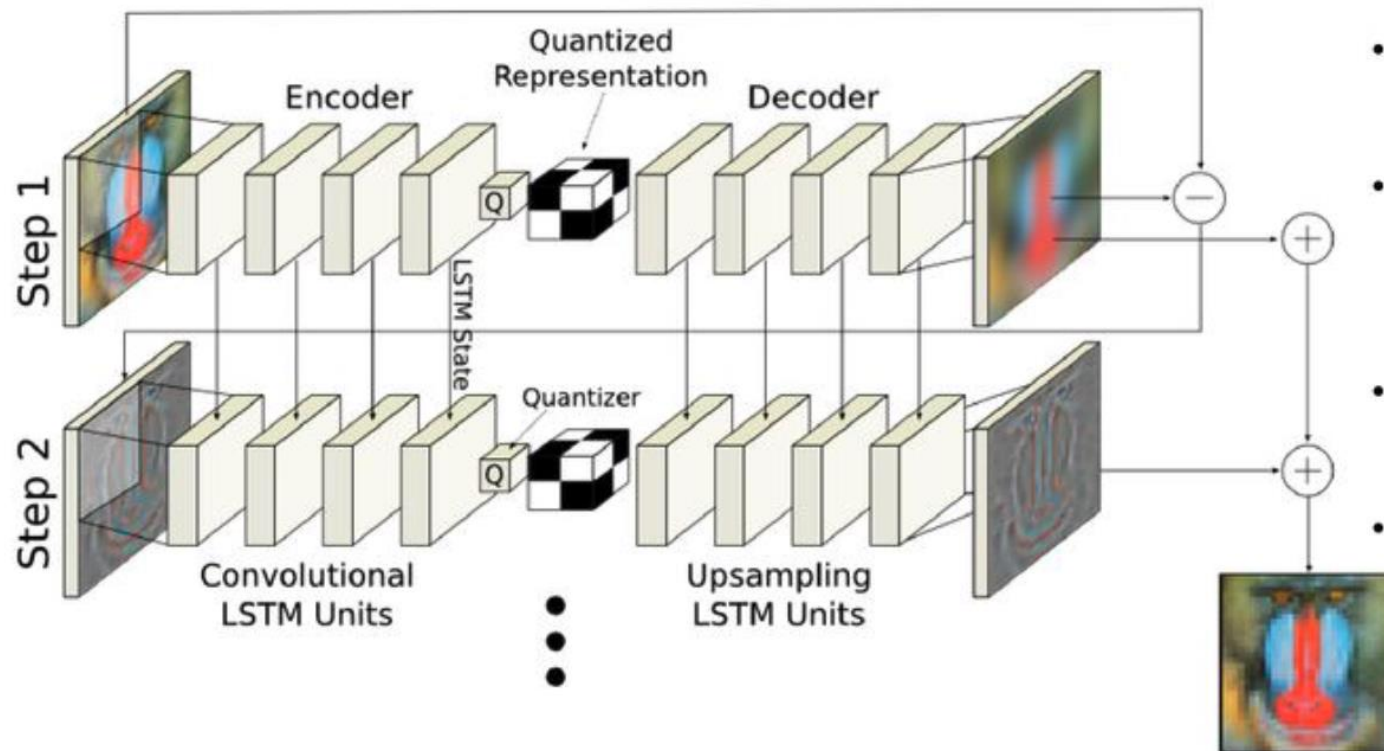 Quantized
Representation
Encoder
Decoder
Step 1
Q
LSTM State
Quantizer
Step 2
Q
Convolutional
LSTM Units
Upsampling
LSTM Units